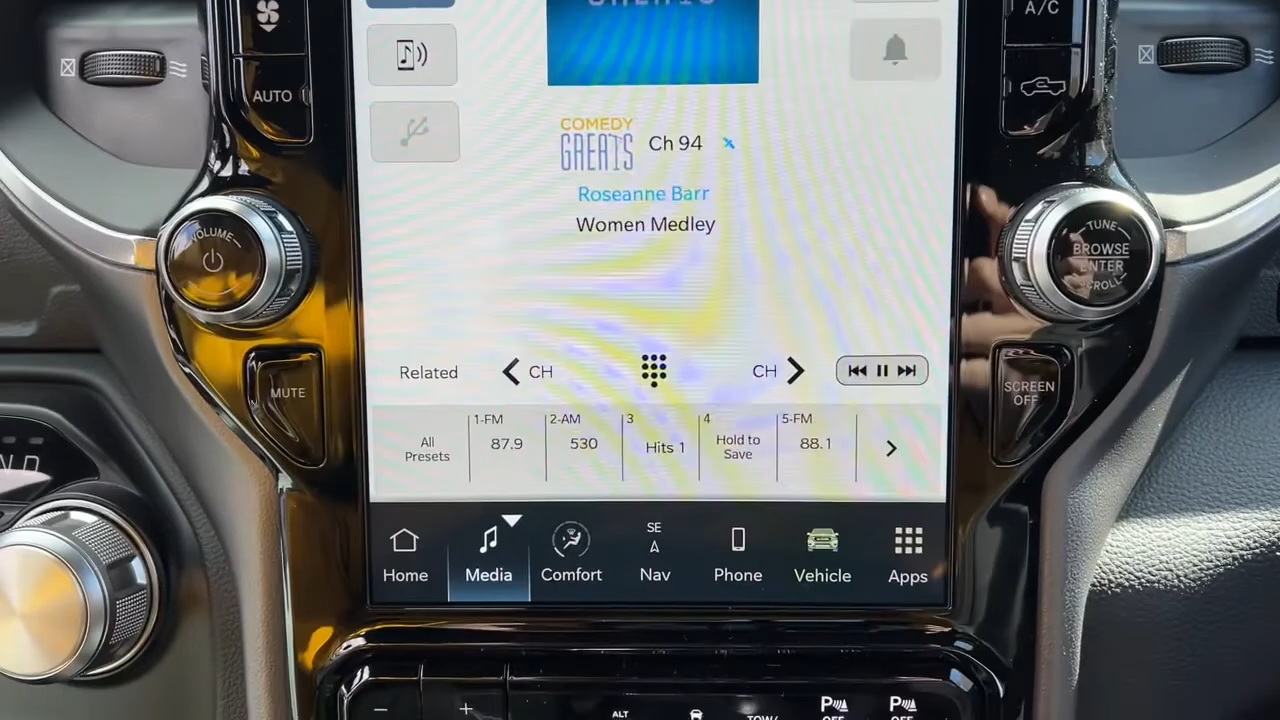 A/C
AUTO
COMEDY
GREATS
Ch 94
Roseanne Barr
Women Medley
VOLUME
TUNE
BROWSE
ENTER
SCROLL
MUTE
SCREEN
OFF
Related
CH
CH
All
Presets
1-FM
87.9
2-AM
530
3
Hits 1
4
Hold to
Save
5-FM
88.1
N D
Home
Media
Comfort
SE
Nav
Phone
Vehicle
Apps
− +
ALT
TOW/
OFF
OFF